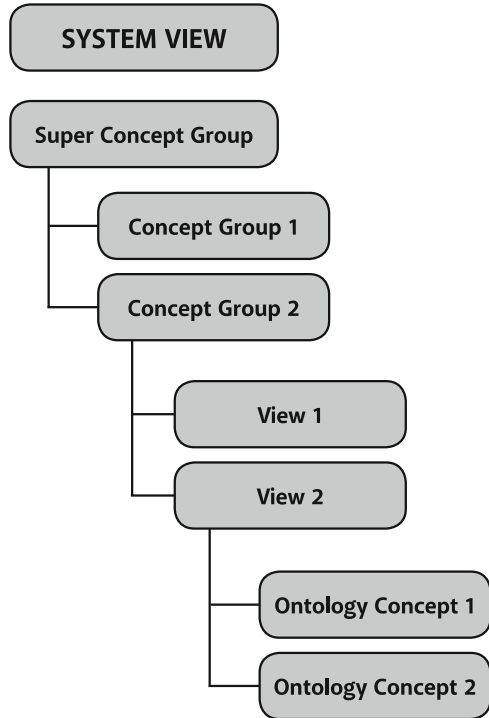 SYSTEM VIEW
Super Concept Group
Concept Group 1
Concept Group 2
View 1
View 2
Ontology Concept 1
Ontology Concept 2